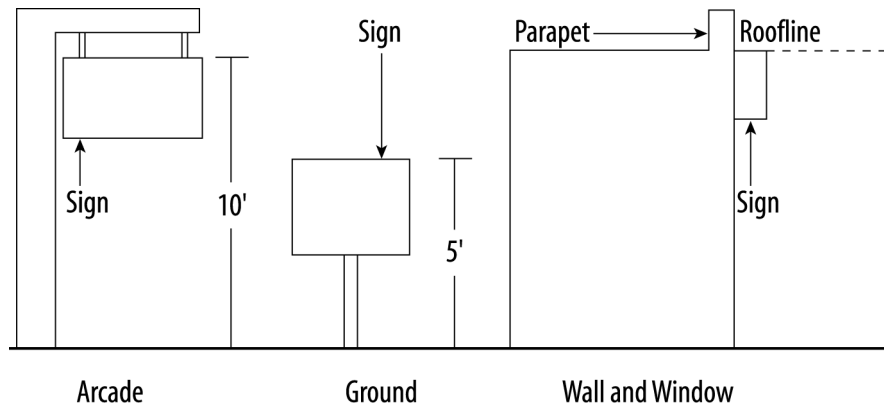 Sign
Parapet
Roofline
Sign
10'
Sign
5'
Arcade
Ground
Wall and Window
Sign